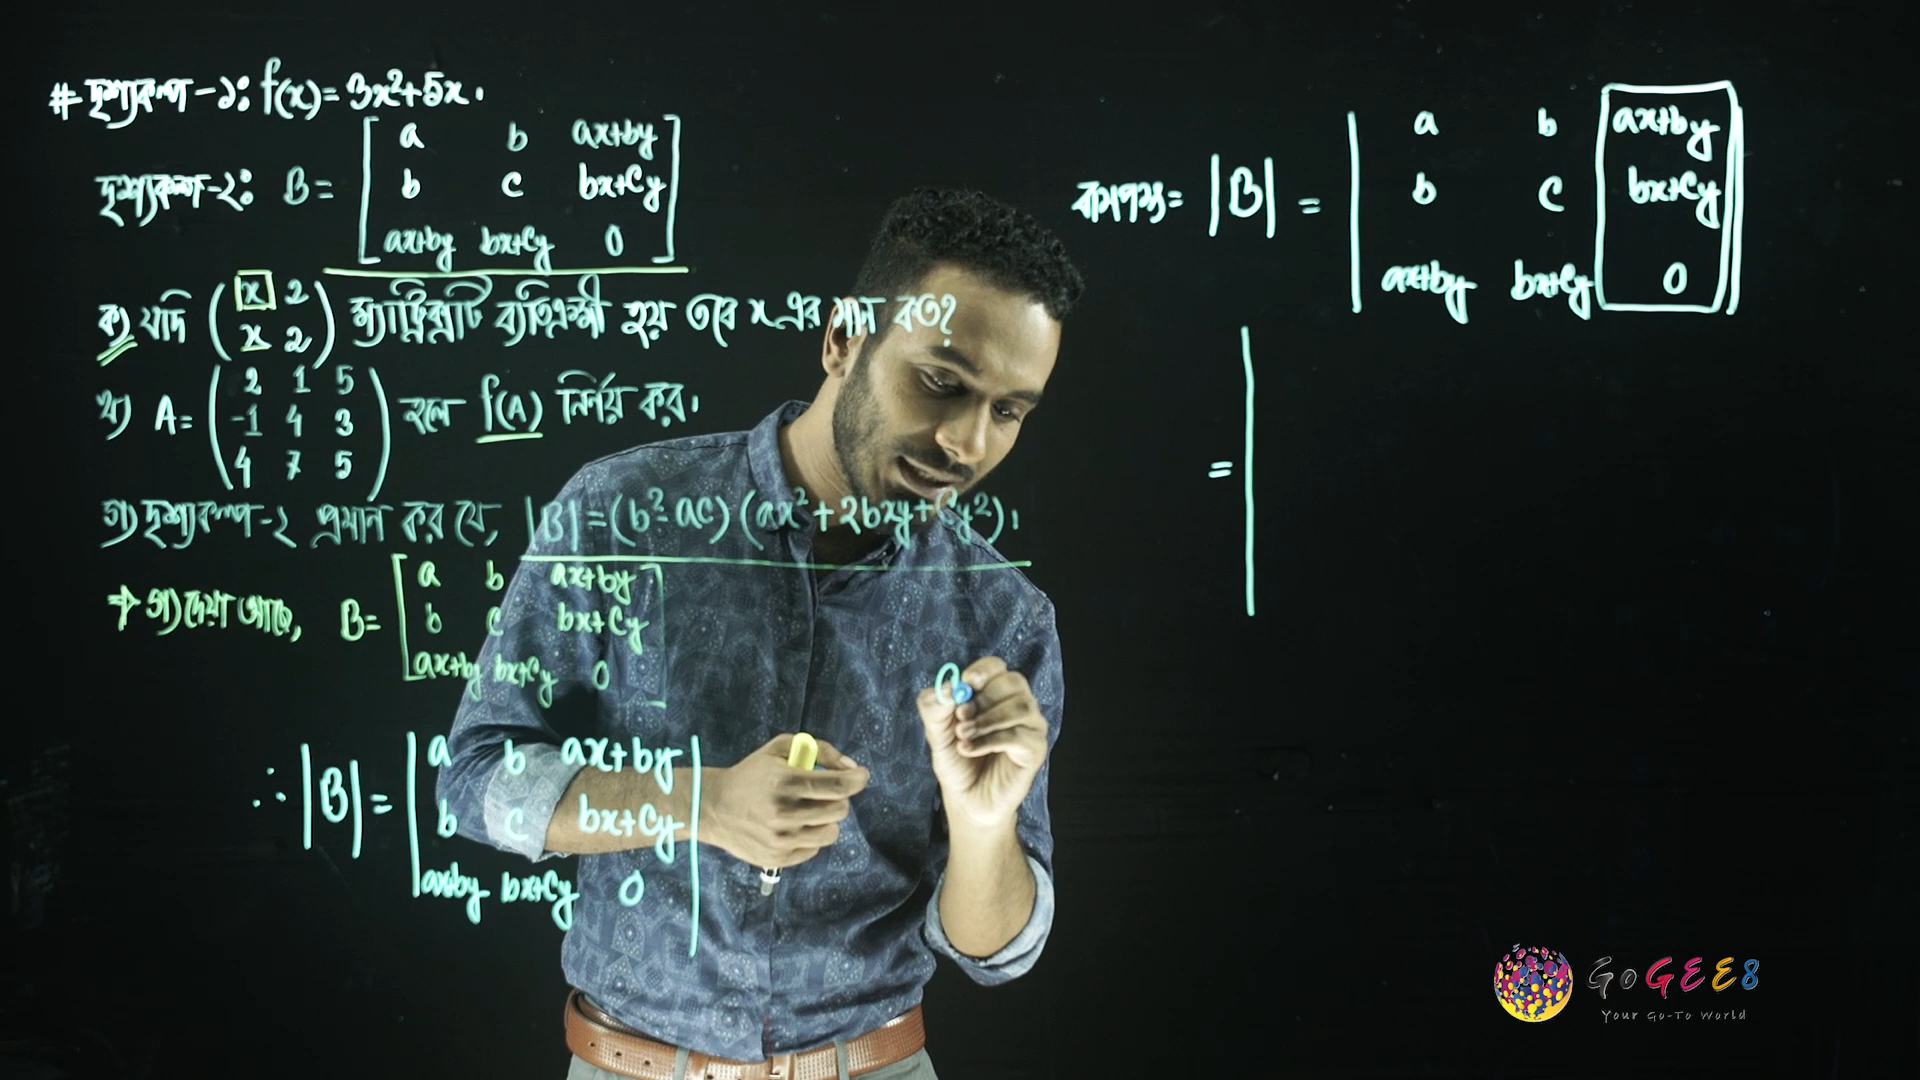 # দৃশ্যকল্প-১: f(x)=3x²+5x.
দৃশ্যকল্প-২: B = [ a b ax+by
b c bx+cy
ax+by bx+cy 0 ]
ক) যদি ( x 2
x 2 ) ম্যাট্রিক্সটি ব্যতিক্রমী হয় তবে x এর মান কত?
খ) A= ( 2 1 5
-1 4 3
4 7 5 ) হলে f(A) নির্ণয় কর.
গ) দৃশ্যকল্প-২ প্রমান কর যে, |B| = (b²-ac) (ax²+2bxy+cy²).
⇒ গ) দেয়া আছে, B= [ a b ax+by
b c bx+cy
ax+by bx+cy 0 ]
∴ |B| = | a b ax+by
b c bx+cy
ax+by bx+cy 0 |
বামপক্ষ = |B| = | a b ax+by
b c bx+cy
ax+by bx+cy 0 |
= |
C
GoGEE8
Your Go-To World